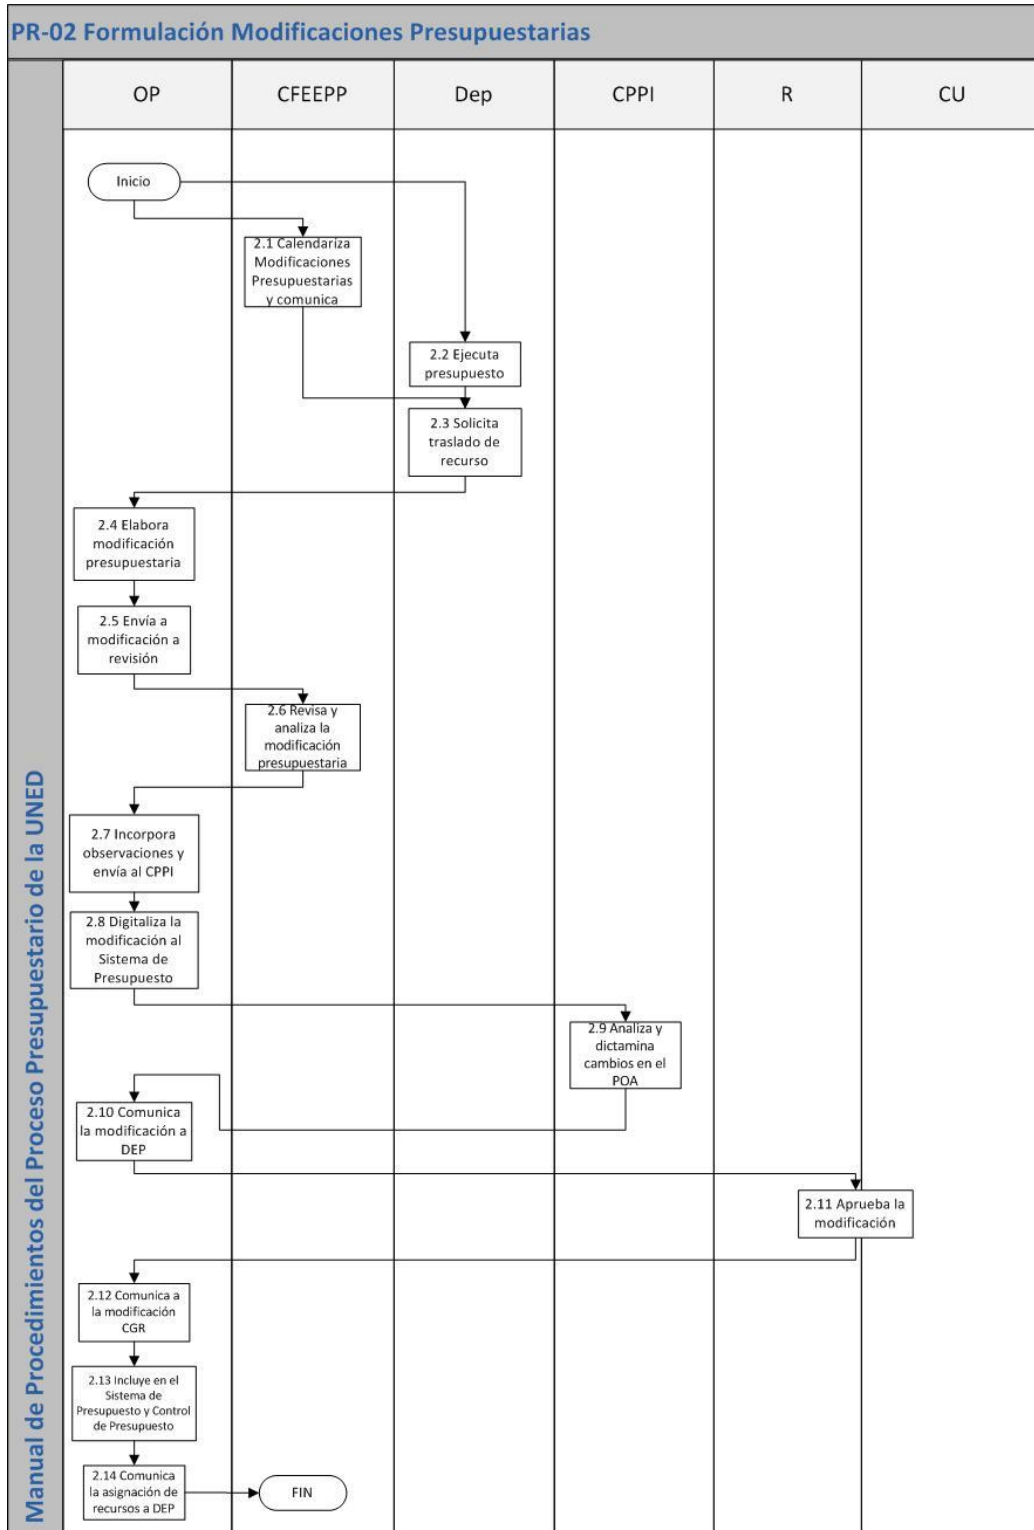 PR-02 Formulación Modificaciones Presupuestarias
Manual de Procedimientos del Proceso Presupuestario de la UNED
OP
CFEEPP
Dep
CPPI
R
CU
Inicio
2.1 Calendariza
Modificaciones
Presupuestarias
y comunica
2.2 Ejecuta
presupuesto
2.3 Solicita
traslado de
recurso
2.4 Elabora
modificación
presupuestaria
2.5 Envía a
modificación a
revisión
2.6 Revisa y
analiza la
modificación
presupuestaria
2.7 Incorpora
observaciones y
envía al CPPI
2.8 Digitaliza la
modificación al
Sistema de
Presupuesto
2.9 Analiza y
dictamina
cambios en el
POA
2.10 Comunica
la modificación a
DEP
2.11 Aprueba la
modificación
2.12 Comunica a
la modificación
CGR
2.13 Incluye en el
Sistema de
Presupuesto y Control
de Presupuesto
2.14 Comunica
la asignación de
recursos a DEP
FIN